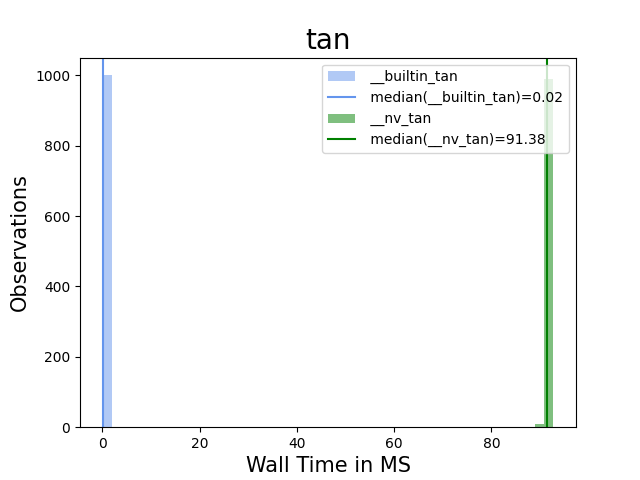 tan
__builtin_tan
median(__builtin_tan)=0.02
__nv_tan
median(__nv_tan)=91.38
1000
800
600
400
200
0
Observations
0 20 40 60 80
Wall Time in MS